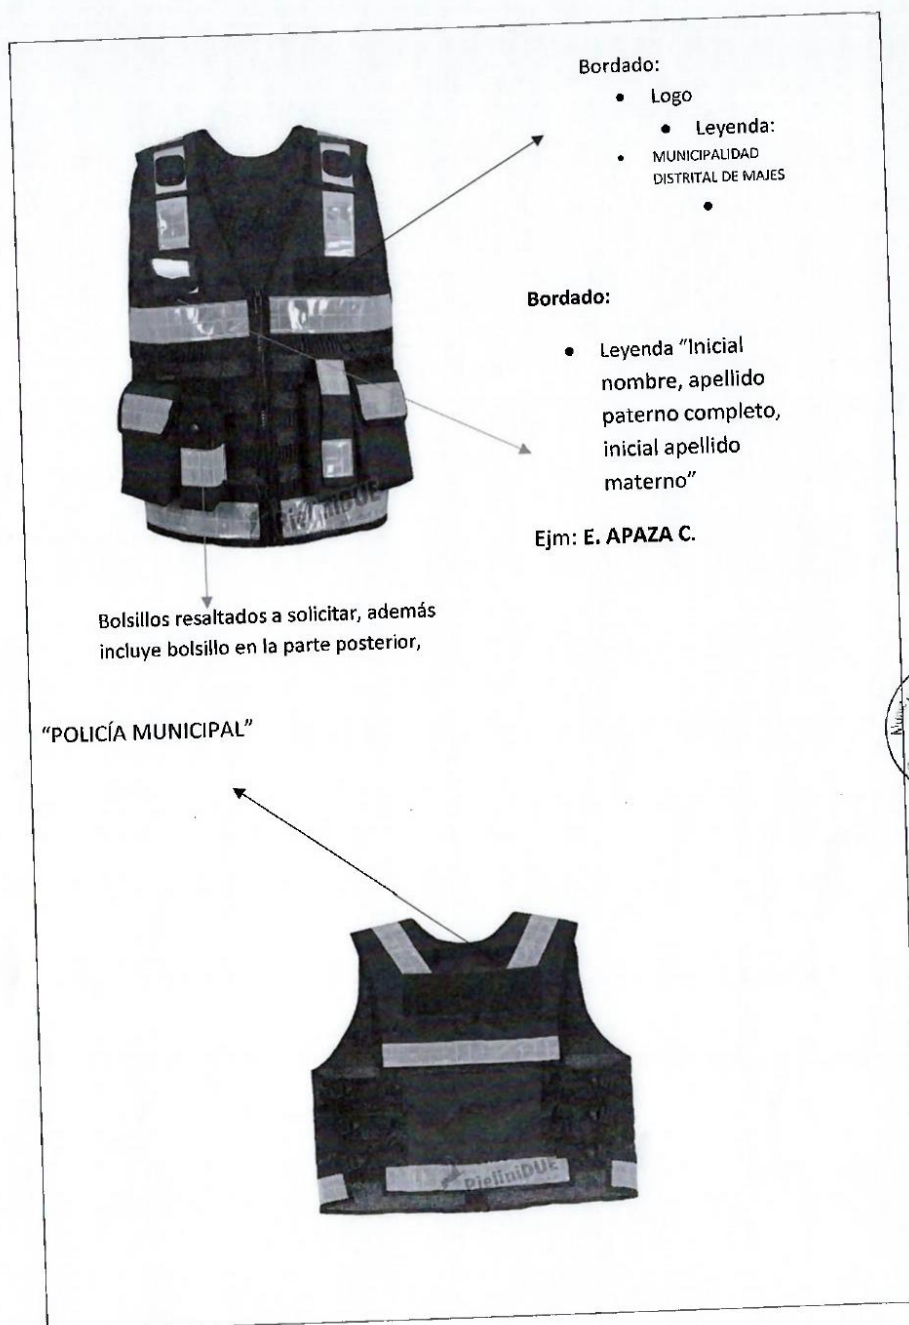 Bordado:
• Logo
• Leyenda:
• MUNICIPALIDAD
DISTRITAL DE MAJES
•
Bordado:
• Leyenda "Inicial
nombre, apellido
paterno completo,
inicial apellido
materno"
Ejm: E. APAZA C.
Bolsillos resaltados a solicitar, además
incluye bolsillo en la parte posterior,
"POLICÍA MUNICIPAL"
PieliniDUE